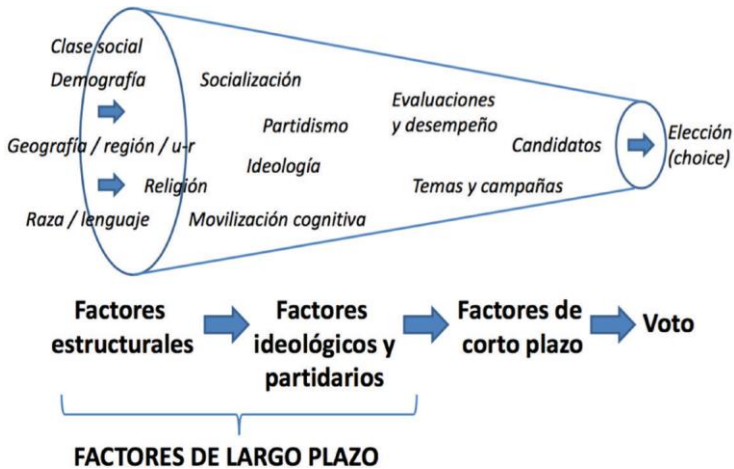 Clase social
Demografía
Socialización
Evaluaciones
y desempeño
Partidismo
Geografía / región / u-r
Candidatos
Elección
(choice)
Ideología
Religión
Temas y campañas
Raza / lenguaje
Movilización cognitiva
Factores
estructurales
Factores
ideológicos y
partidarios
Factores de
corto plazo
Voto
FACTORES DE LARGO PLAZO